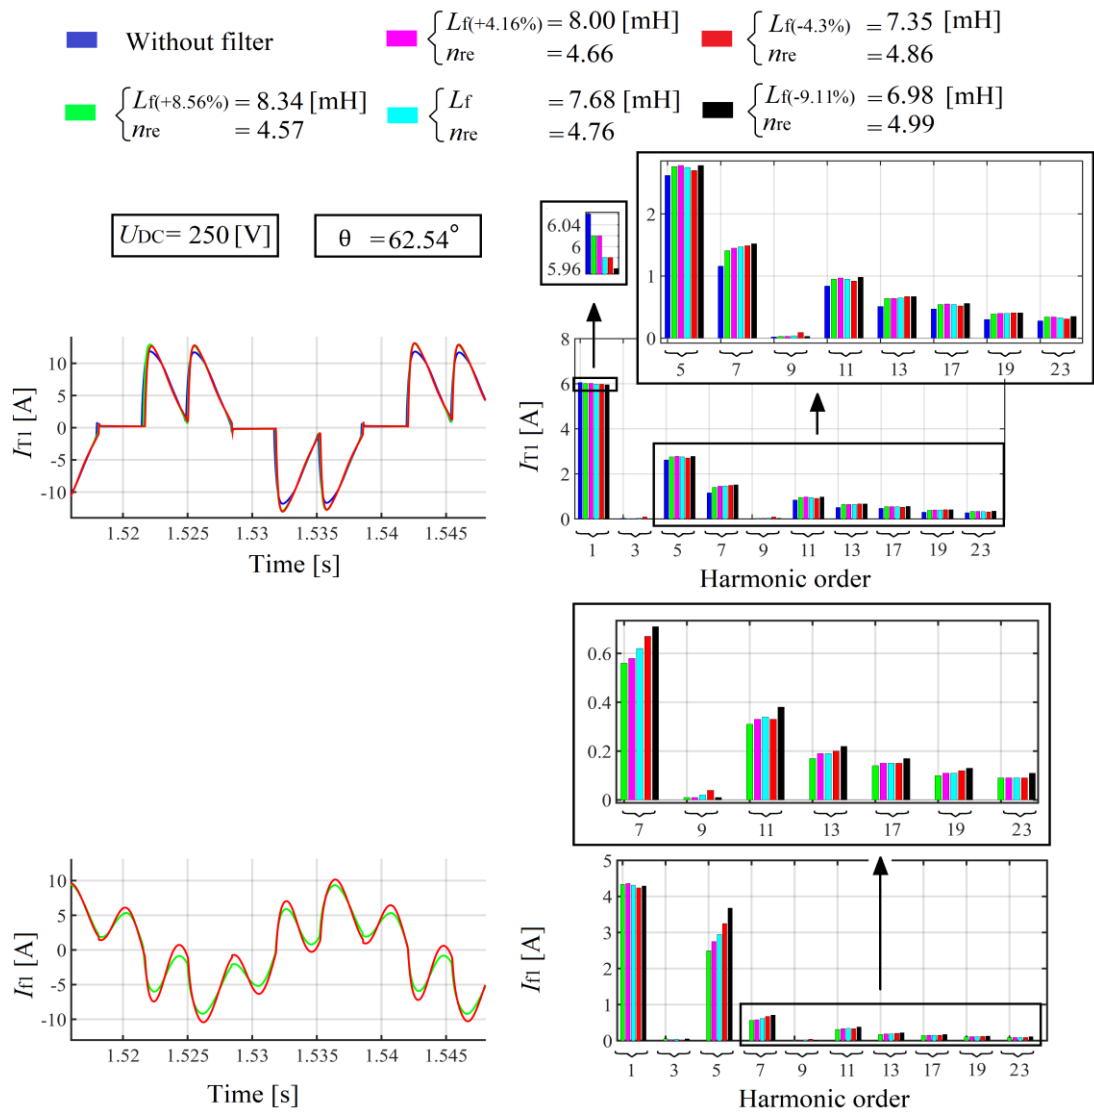 Without filter
Lf(+4.16%) = 8.00 [mH]
nre = 4.66
Lf(-4.3%) = 7.35 [mH]
nre = 4.86
Lf(+8.56%) = 8.34 [mH]
nre = 4.57
Lf = 7.68 [mH]
nre = 4.76
Lf(-9.11%) = 6.98 [mH]
nre = 4.99
UDC = 250 [V]
θ = 62.54°
10
5
0
-5
-10
IT1 [A]
1.52 1.525 1.53 1.535 1.54 1.545
Time [s]
6.04
6
5.96
2
1
0
5 7 9 11 13 17 19 23
8
6
4
2
0
IT1 [A]
1 3 5 7 9 11 13 17 19 23
Harmonic order
0.6
0.4
0.2
0
7 9 11 13 17 19 23
10
5
0
-5
-10
If1 [A]
1.52 1.525 1.53 1.535 1.54 1.545
Time [s]
5
4
3
2
1
0
If1 [A]
1 3 5 7 9 11 13 17 19 23
Harmonic order